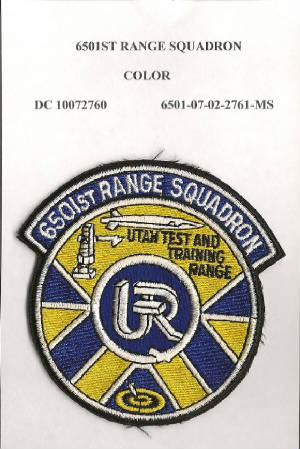 6501ST RANGE SQUADRON
COLOR
DC 10072760 6501-07-02-2761-MS
6501ST RANGE SQUADRON
UTAH TEST AND
TRAINING
RANGE
UR